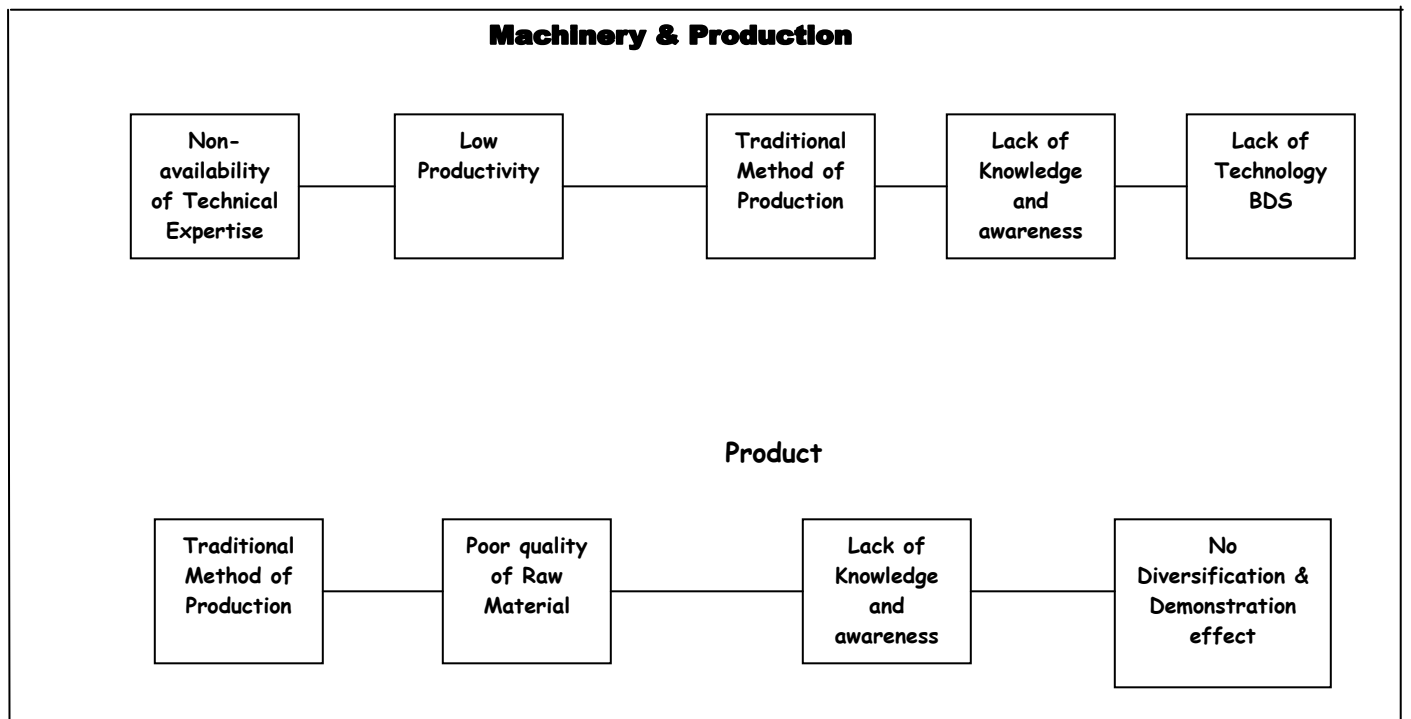 Machinery & Production
Non-
availability
of Technical
Expertise
Low
Productivity
Traditional
Method of
Production
Lack of
Knowledge
and
awareness
Lack of
Technology
BDS
Product
Traditional
Method of
Production
Poor quality
of Raw
Material
Lack of
Knowledge
and
awareness
No
Diversification &
Demonstration
effect